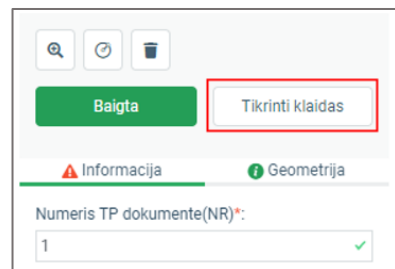 Baigta
Tikrinti klaidas
Informacija
Geometrija
Numeris TP dokumente(NR)*:
1